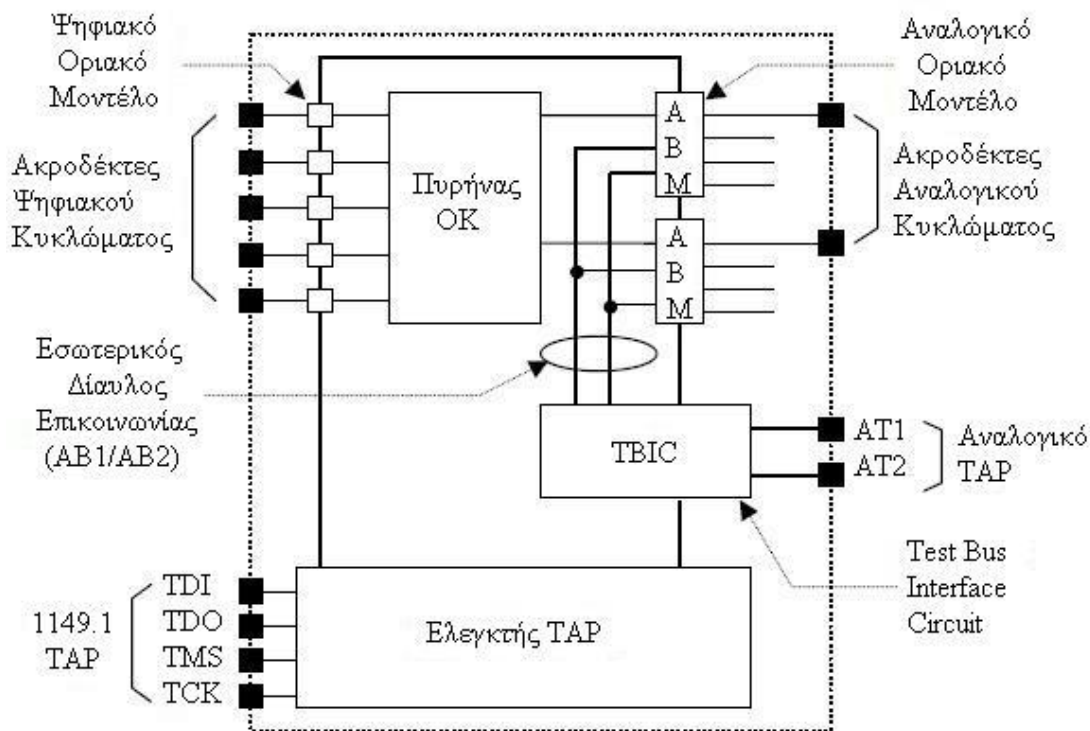 Ψηφιακό
Οριακό
Μοντέλο
Αναλογικό
Οριακό
Μοντέλο
Ακροδέκτες
Ψηφιακού
Κυκλώματος
Πυρήνας
ΟΚ
A
B
M
A
B
M
Ακροδέκτες
Αναλογικού
Κυκλώματος
Εσωτερικός
Δίαυλος
Επικοινωνίας
(AB1/AB2)
TBIC
AT1
AT2
Αναλογικό
TAP
Test Bus
Interface
Circuit
1149.1
TAP
TDI
TDO
TMS
TCK
Ελεγκτής TAP